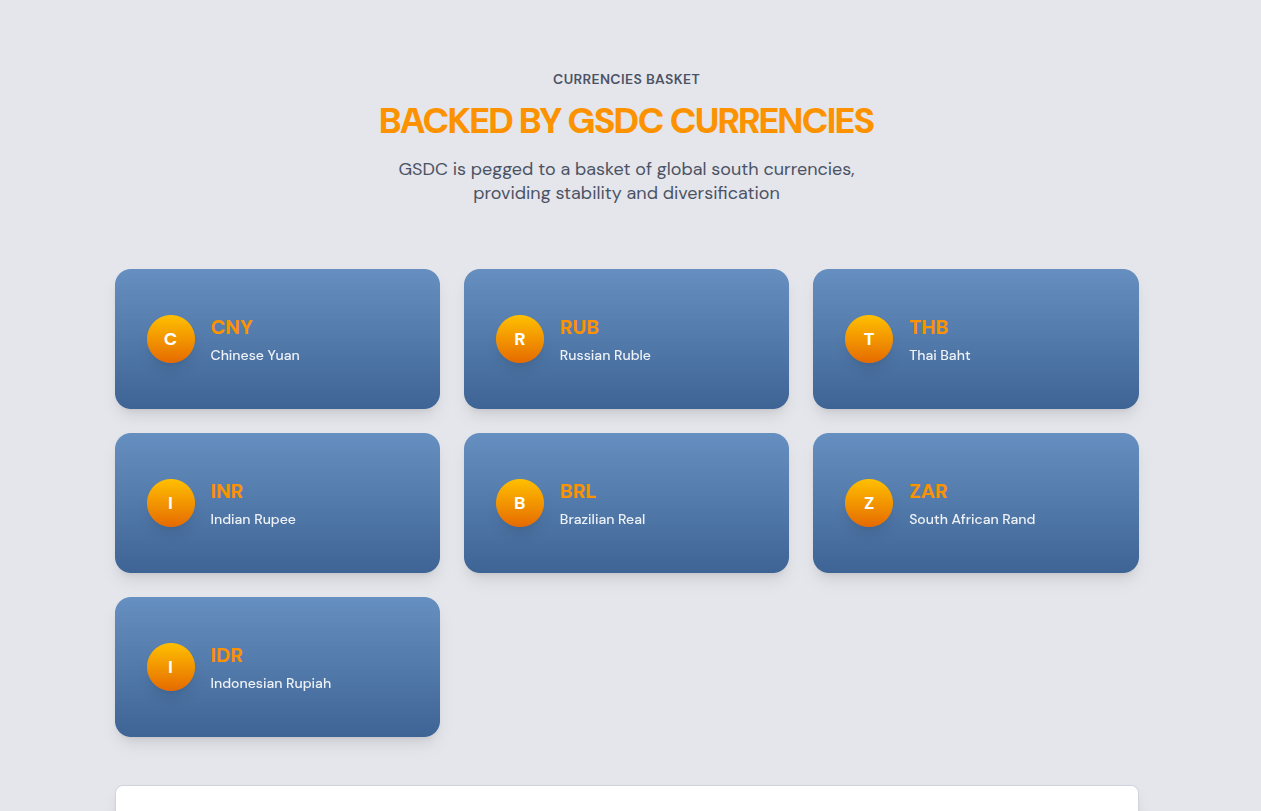 CURRENCIES BASKET
BACKED BY GSDC CURRENCIES
GSDC is pegged to a basket of global south currencies,
providing stability and diversification
C
CNY
Chinese Yuan
R
RUB
Russian Ruble
T
THB
Thai Baht
I
INR
Indian Rupee
B
BRL
Brazilian Real
Z
ZAR
South African Rand
I
IDR
Indonesian Rupiah